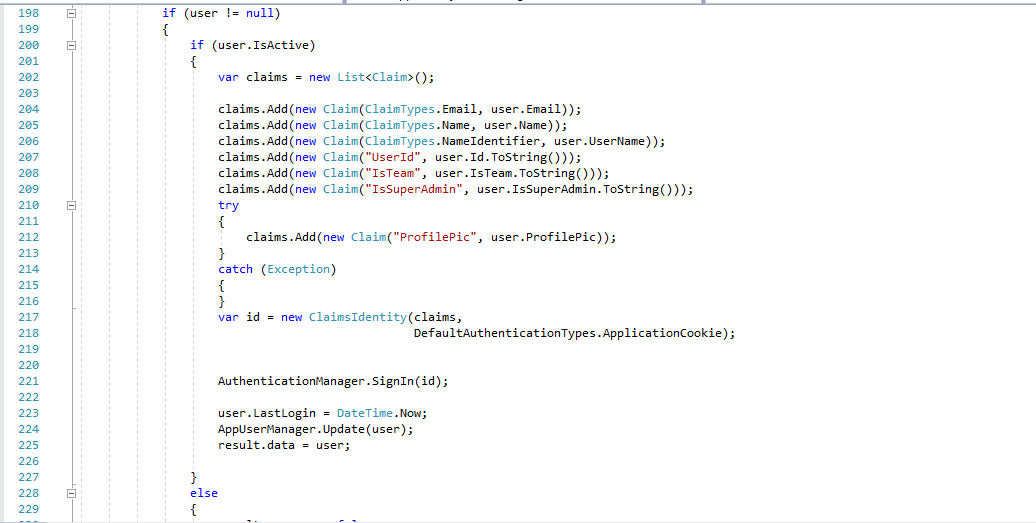 198 if (user != null)
199 {
200 if (user.IsActive)
201 {
202 var claims = new List<Claim>();
203
204 claims.Add(new Claim(ClaimTypes.Email, user.Email));
205 claims.Add(new Claim(ClaimTypes.Name, user.Name));
206 claims.Add(new Claim(ClaimTypes.NameIdentifier, user.UserName));
207 claims.Add(new Claim("UserId", user.Id.ToString()));
208 claims.Add(new Claim("IsTeam", user.IsTeam.ToString()));
209 claims.Add(new Claim("IsSuperAdmin", user.IsSuperAdmin.ToString()));
210 try
211 {
212 claims.Add(new Claim("ProfilePic", user.ProfilePic));
213 }
214 catch (Exception)
215 {
216 }
217 var id = new ClaimsIdentity(claims,
218 DefaultAuthenticationTypes.ApplicationCookie);
219
220
221 AuthenticationManager.SignIn(id);
222
223 user.LastLogin = DateTime.Now;
224 AppUserManager.Update(user);
225 result.data = user;
226
227 }
228 else
229 {